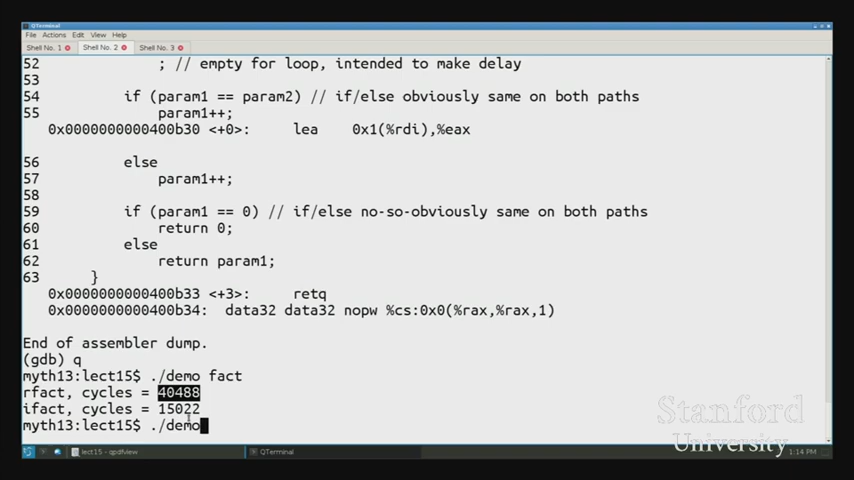 QTerminal
File Actions Edit View Help
Shell No. 1 Shell No. 2 Shell No. 3
52 ; // empty for loop, intended to make delay
53
54 if (param1 == param2) // if/else obviously same on both paths
55 param1++;
0x0000000000400b30 <+0>: lea 0x1(%rdi),%eax
56 else
57 param1++;
58
59 if (param1 == 0) // if/else no-so-obviously same on both paths
60 return 0;
61 else
62 return param1;
63 }
0x0000000000400b33 <+3>: retq
0x0000000000400b34: data32 data32 nopw %cs:0x0(%rax,%rax,1)
End of assembler dump.
(gdb) q
myth13:lect15$ ./demo fact
rfact, cycles = 40488
ifact, cycles = 15022
myth13:lect15$ ./demo
Stanford
University
lect15 - qpdfview QTerminal 1:14 PM